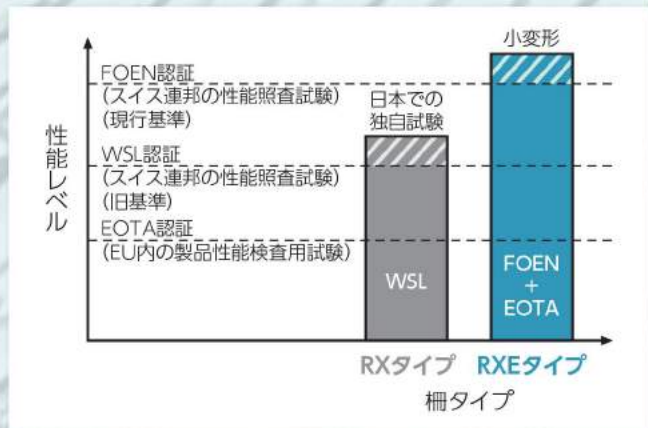 小変形
FOEN認証
(スイス連邦の性能照査試験)
(現行基準)
日本での
独自試験
WSL認証
(スイス連邦の性能照査試験)
(旧基準)
EOTA認証
(EU内の製品性能検査用試験)
性能レベル
WSL
FOEN
+
EOTA
RXタイプ
RXEタイプ
柵タイプ